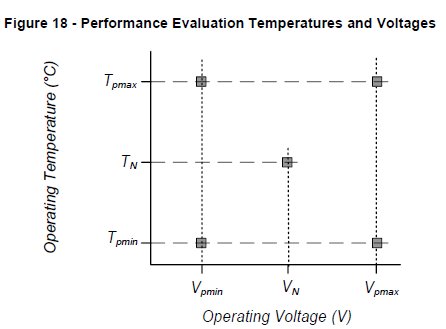 Figure 18 - Performance Evaluation Temperatures and Voltages
Operating Temperature (°C)
Tpmax
TN
Tpmin
Vpmin VN Vpmax
Operating Voltage (V)